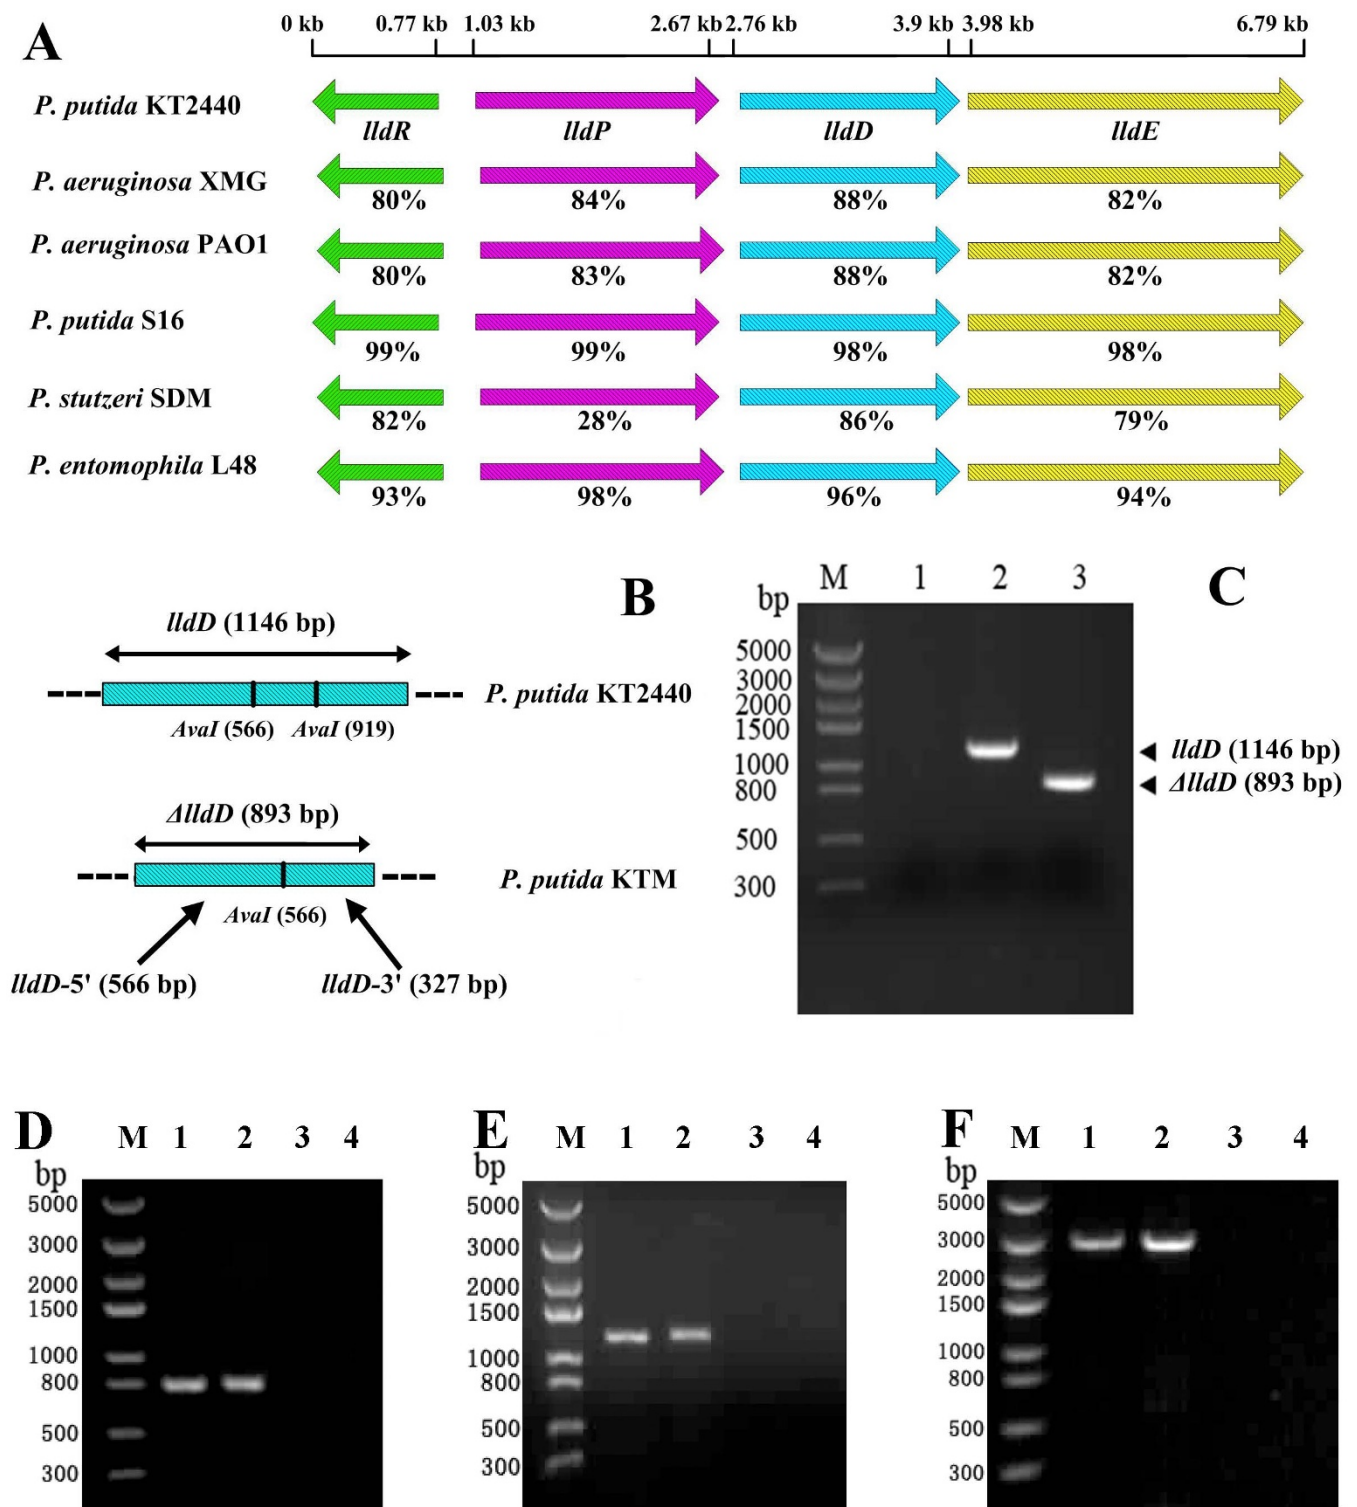 A
0 kb 0.77 kb 1.03 kb 2.67 kb 2.76 kb 3.9 kb 3.98 kb 6.79 kb
P. putida KT2440
lldR lldP lldD lldE
P. aeruginosa XMG
80% 84% 88% 82%
P. aeruginosa PAO1
80% 83% 88% 82%
P. putida S16
99% 99% 98% 98%
P. stutzeri SDM
82% 28% 86% 79%
P. entomophila L48
93% 98% 96% 94%
B
lldD (1146 bp)
P. putida KT2440
AvaI (566) AvaI (919)
ΔlldD (893 bp)
P. putida KTM
AvaI (566)
lldD-5' (566 bp) lldD-3' (327 bp)
C
M 1 2 3
bp
5000
3000
2000
1500
1000
800
500
300
lldD (1146 bp)
ΔlldD (893 bp)
D
M 1 2 3 4
bp
5000
3000
2000
1500
1000
800
500
300
E
M 1 2 3 4
bp
5000
3000
2000
1500
1000
800
500
300
F
M 1 2 3 4
bp
5000
3000
2000
1500
1000
800
500
300